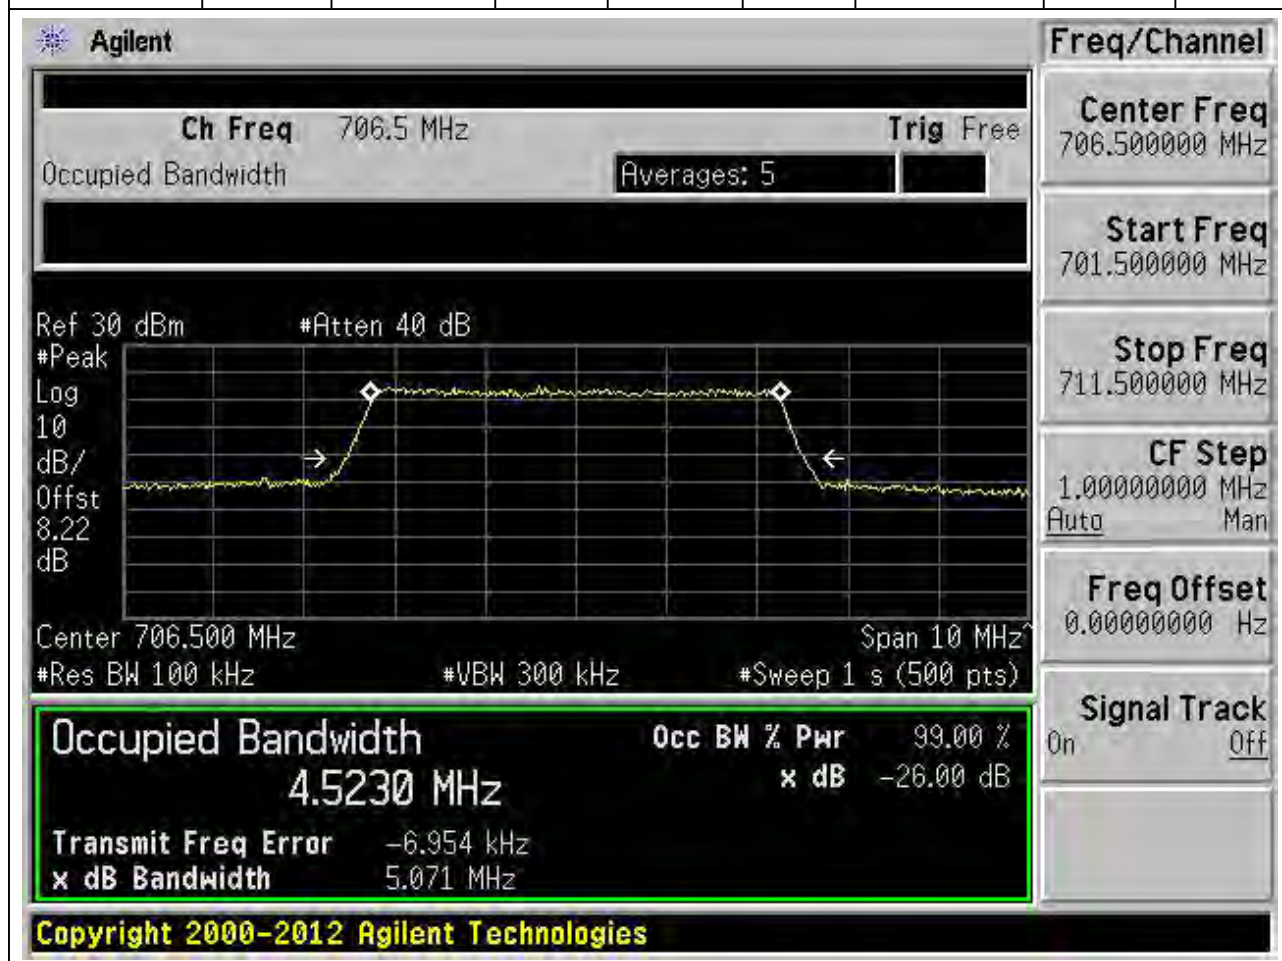 Agilent
Ch Freq 706.5 MHz Trig Free
Occupied Bandwidth Averages: 5
Ref 30 dBm #Atten 40 dB
#Peak
Log
10
dB/
Offst
8.22
dB
Center 706.500 MHz Span 10 MHz^
#Res BW 100 kHz #VBW 300 kHz #Sweep 1 s (500 pts)
Occupied Bandwidth Occ BW % Pwr 99.00 %
4.5230 MHz x dB -26.00 dB
Transmit Freq Error -6.954 kHz
x dB Bandwidth 5.071 MHz
Copyright 2000-2012 Agilent Technologies
Freq/Channel
Center Freq
706.500000 MHz
Start Freq
701.500000 MHz
Stop Freq
711.500000 MHz
CF Step
1.00000000 MHz
Auto Man
Freq Offset
0.00000000 Hz
Signal Track
On Off